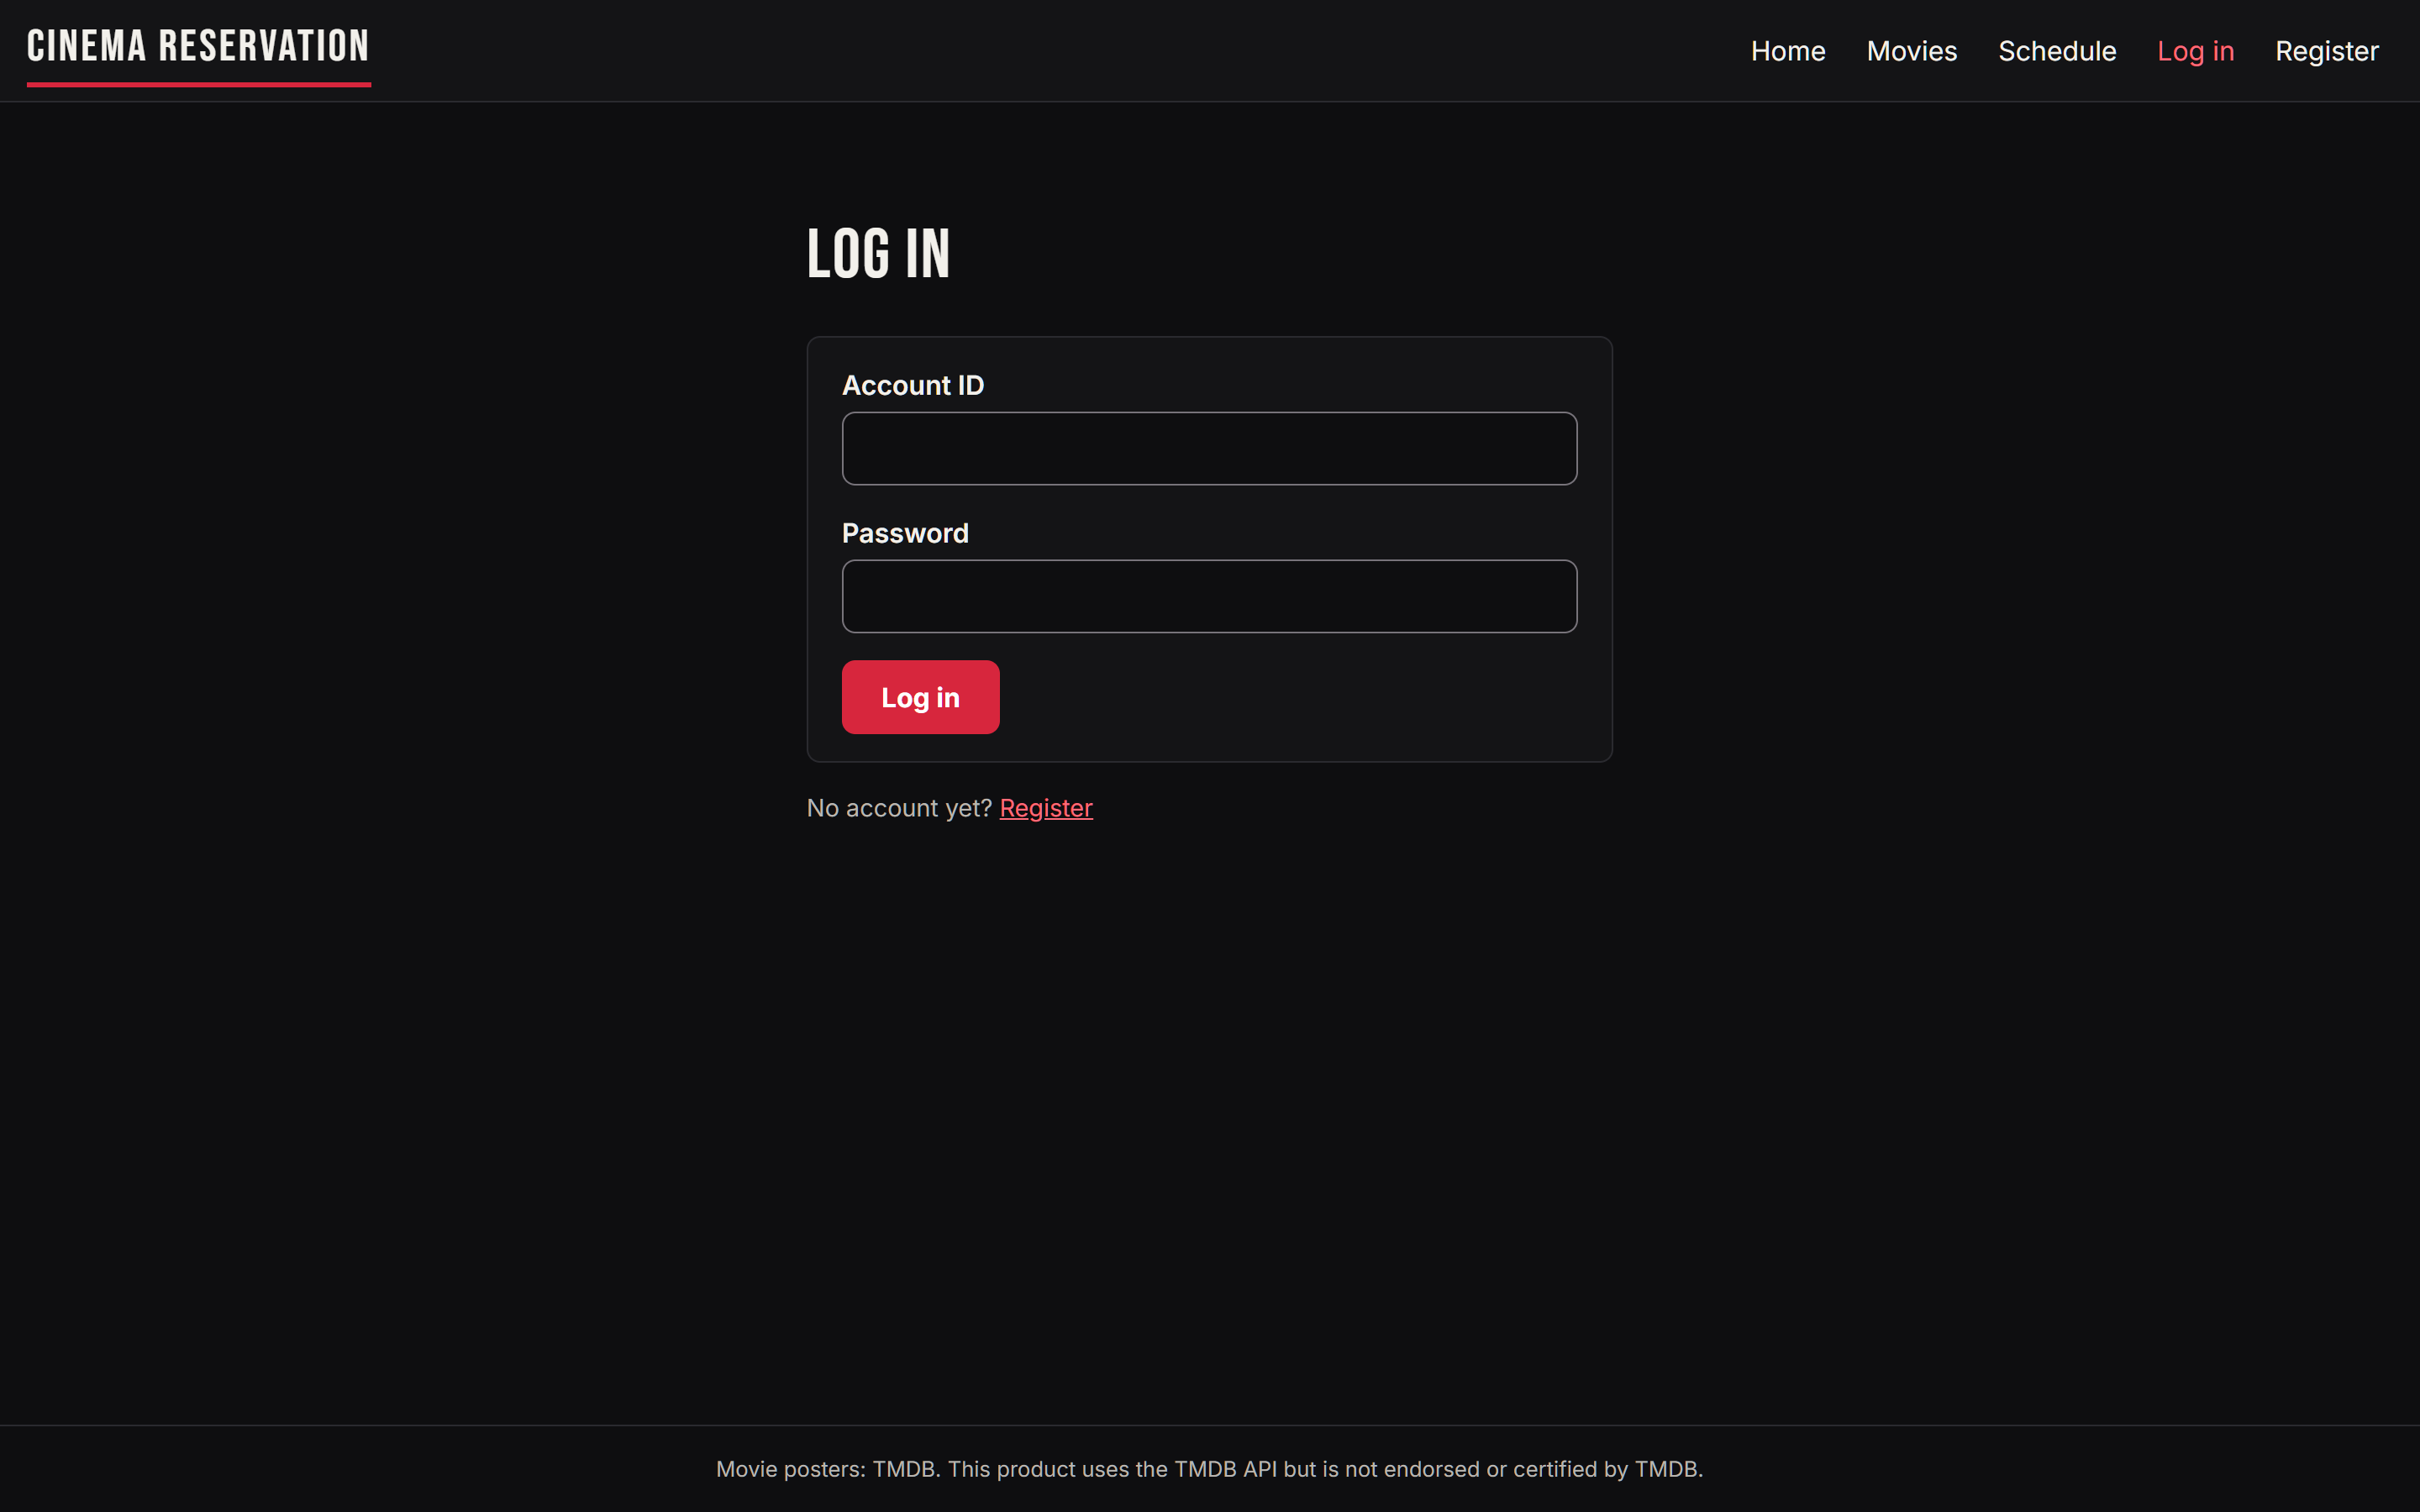 CINEMA RESERVATION
Home Movies Schedule Log in Register
LOG IN
Account ID
Password
Log in
No account yet? Register
Movie posters: TMDB. This product uses the TMDB API but is not endorsed or certified by TMDB.